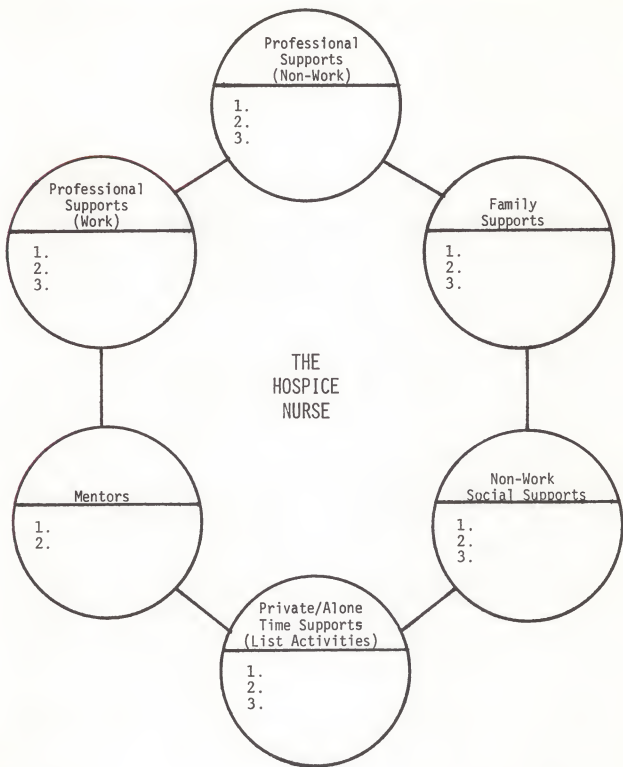 Professional
Supports
(Non-Work)
1.
2.
3.
Professional
Supports
(Work)
1.
2.
3.
Family
Supports
1.
2.
3.
THE
HOSPICE
NURSE
Mentors
1.
2.
Non-Work
Social Supports
1.
2.
3.
Private/Alone
Time Supports
(List Activities)
1.
2.
3.